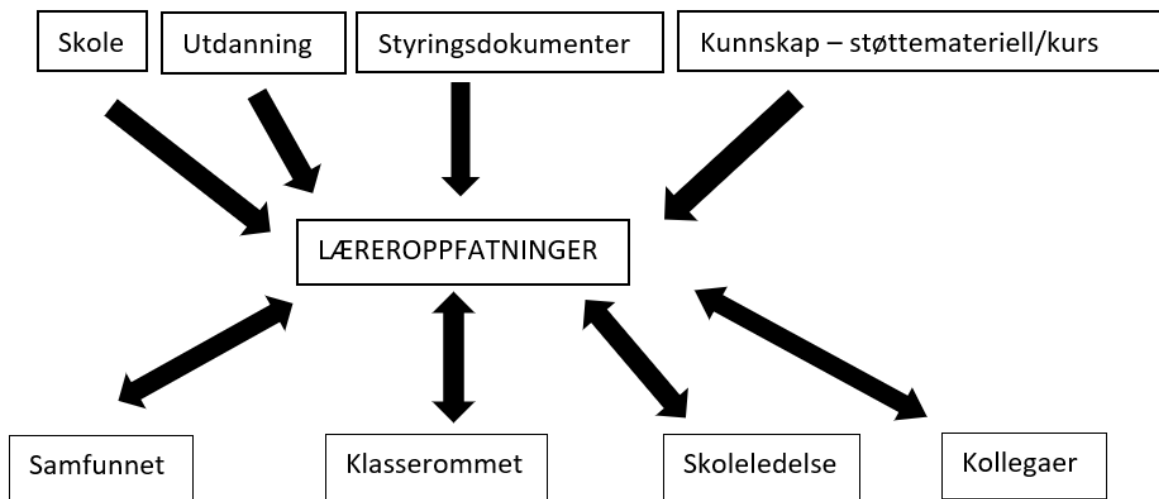 Skole
Utdanning
Styringsdokumenter
Kunnskap – støttemateriell/kurs
LÆREROPPFATNINGER
Samfunnet
Klasserommet
Skoleledelse
Kollegaer